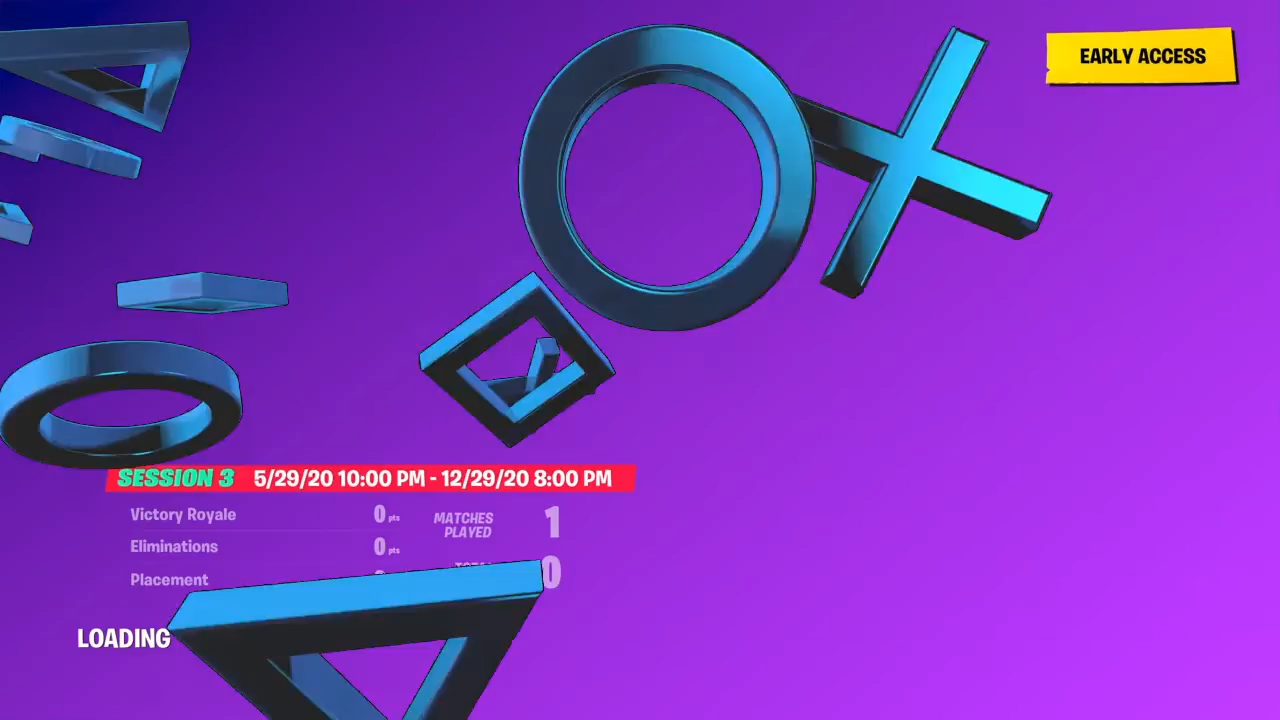 EARLY ACCESS
SESSION 3 5/29/20 10:00 PM - 12/29/20 8:00 PM
Victory Royale 0 pts MATCHES PLAYED 1
Eliminations 0 pts
Placement 0
LOADING